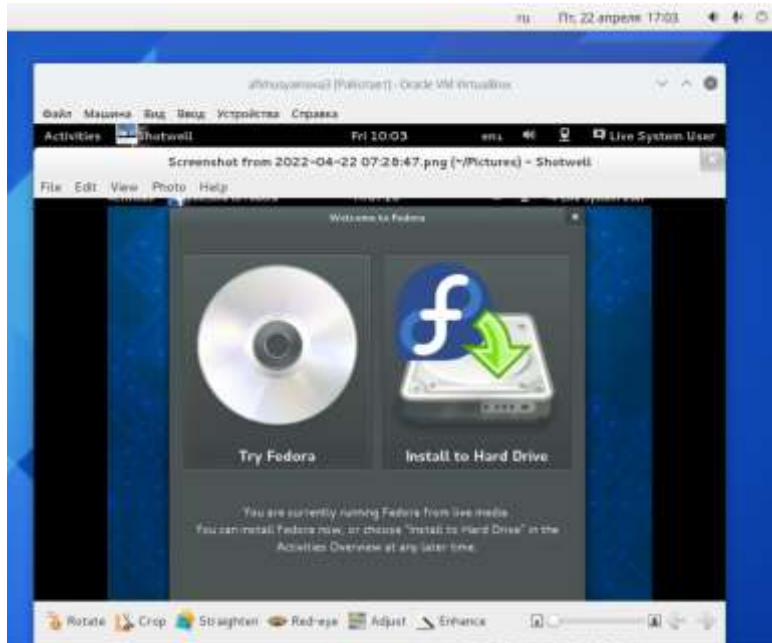 ru Пт, 22 апреля 17:03
[Работает] - Oracle VM VirtualBox
Файл Машина Вид Ввод Устройства Справка
Activities Shotwell Fri 10:03 en1 Live System User
Screenshot from 2022-04-22 07:28:47.png (~/Pictures) - Shotwell
File Edit View Photo Help
Welcome to Fedora
Try Fedora Install to Hard Drive
You are currently running Fedora from live media.
You can install Fedora now, or choose "Install to Hard Drive" in the
Activities Overview at any later time.
Rotate Crop Straighten Red-eye Adjust Enhance